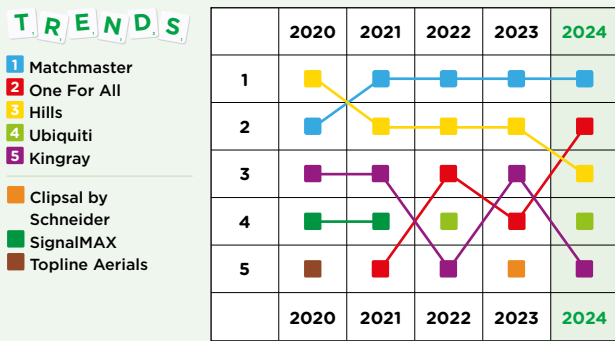 TRENDS
1 Matchmaster
2 One For All
3 Hills
4 Ubiquiti
5 Kingray
Clipsal by
Schneider
SignalMAX
Topline Aerials
2020 2021 2022 2023 2024
1
2
3
4
5
2020 2021 2022 2023 2024